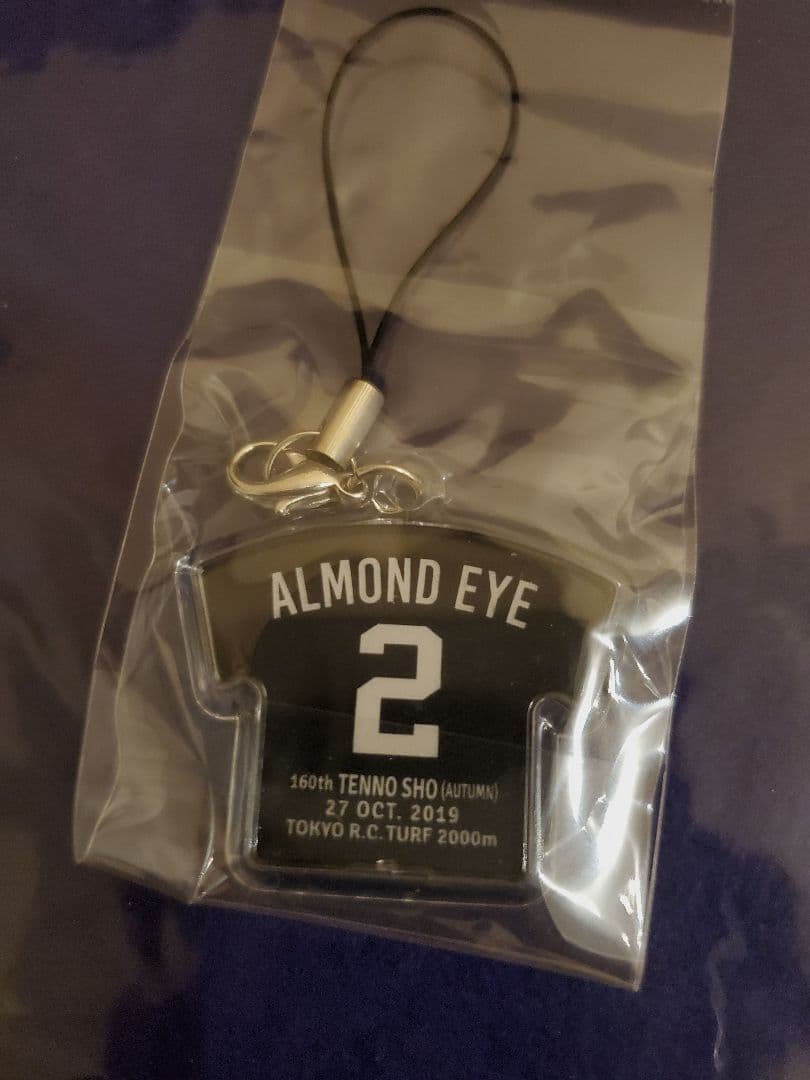 ALMOND EYE
2
160th TENNO SHO (AUTUMN)
27 OCT. 2019
TOKYO R.C. TURF 2000m